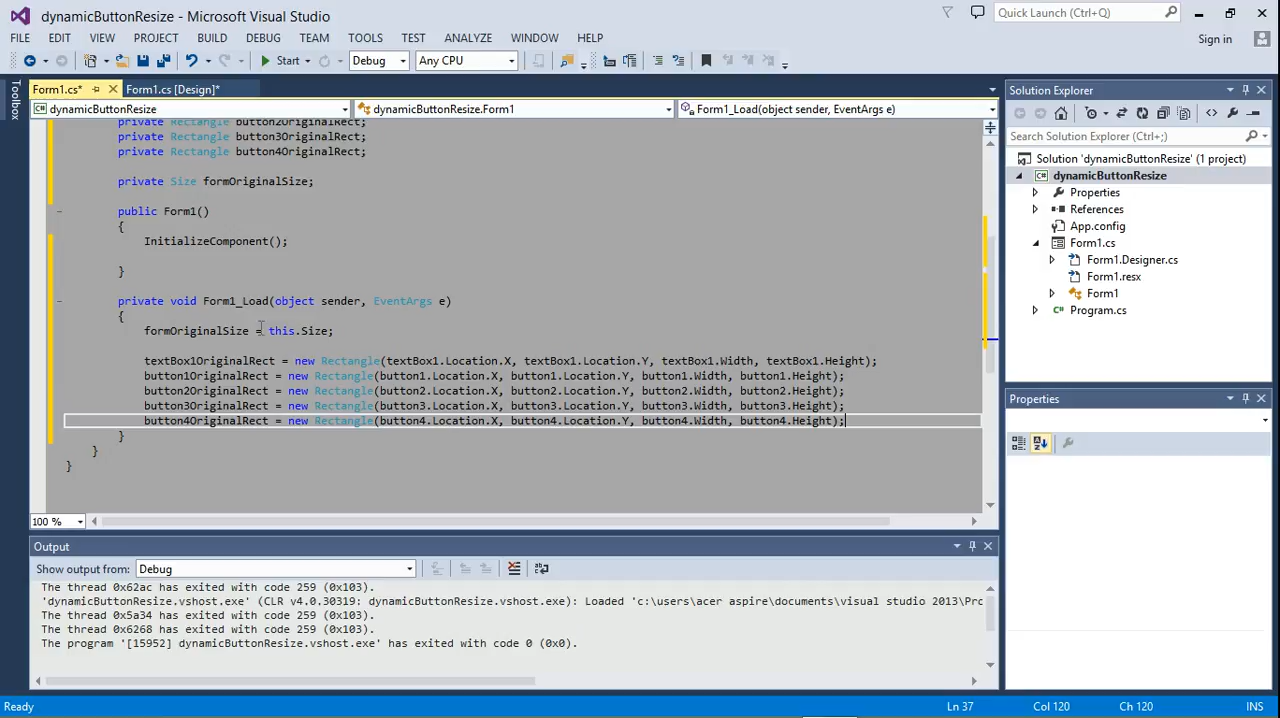 dynamicButtonResize - Microsoft Visual Studio
Quick Launch (Ctrl+Q)
FILE EDIT VIEW PROJECT BUILD DEBUG TEAM TOOLS TEST ANALYZE WINDOW HELP
Sign in
Start Debug Any CPU
Toolbox
Form1.cs* Form1.cs [Design]*
dynamicButtonResize dynamicButtonResize.Form1 Form1_Load(object sender, EventArgs e)
private Rectangle button2OriginalRect;
private Rectangle button3OriginalRect;
private Rectangle button4OriginalRect;
private Size formOriginalSize;
public Form1()
{
InitializeComponent();
}
private void Form1_Load(object sender, EventArgs e)
{
formOriginalSize = this.Size;
textBox1OriginalRect = new Rectangle(textBox1.Location.X, textBox1.Location.Y, textBox1.Width, textBox1.Height);
button1OriginalRect = new Rectangle(button1.Location.X, button1.Location.Y, button1.Width, button1.Height);
button2OriginalRect = new Rectangle(button2.Location.X, button2.Location.Y, button2.Width, button2.Height);
button3OriginalRect = new Rectangle(button3.Location.X, button3.Location.Y, button3.Width, button3.Height);
button4OriginalRect = new Rectangle(button4.Location.X, button4.Location.Y, button4.Width, button4.Height);
}
}
}
100 %
Output
Show output from: Debug
The thread 0x62ac has exited with code 259 (0x103).
'dynamicButtonResize.vshost.exe' (CLR v4.0.30319: dynamicButtonResize.vshost.exe): Loaded 'c:\users\acer aspire\documents\visual studio 2013\Pro
The thread 0x5a34 has exited with code 259 (0x103).
The thread 0x6268 has exited with code 259 (0x103).
The program '[15952] dynamicButtonResize.vshost.exe' has exited with code 0 (0x0).
Solution Explorer
Search Solution Explorer (Ctrl+;)
Solution 'dynamicButtonResize' (1 project)
dynamicButtonResize
Properties
References
App.config
Form1.cs
Form1.Designer.cs
Form1.resx
Form1
Program.cs
Properties
Ready Ln 37 Col 120 Ch 120 INS